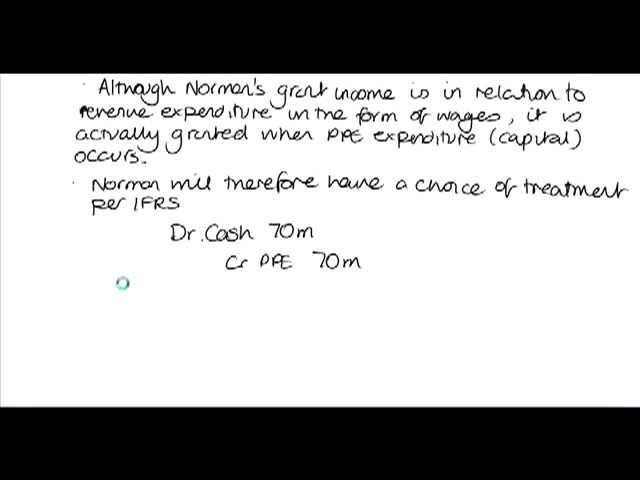 · Although Norman's grant income is in relation to
revenue expenditure in the form of wages, it is
actually granted when PPE expenditure (capital)
occurs.
· Norman will therefore have a choice of treatment
per IFRS
Dr. Cash 70m
Cr PPE 70m